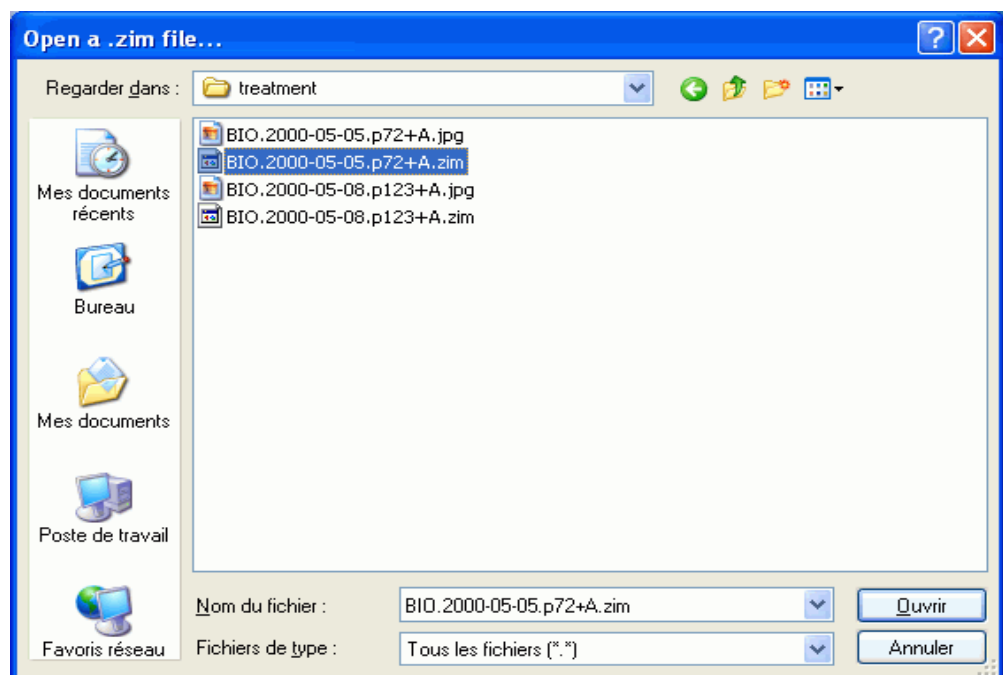 Open a .zim file...
Regarder dans :
treatment
BIO.2000-05-05.p72+A.jpg
BIO.2000-05-05.p72+A.zim
BIO.2000-05-08.p123+A.jpg
BIO.2000-05-08.p123+A.zim
Mes documents
récents
Bureau
Mes documents
Poste de travail
Favoris réseau
Nom du fichier :
BIO.2000-05-05.p72+A.zim
Ouvrir
Fichiers de type :
Tous les fichiers (*.*)
Annuler